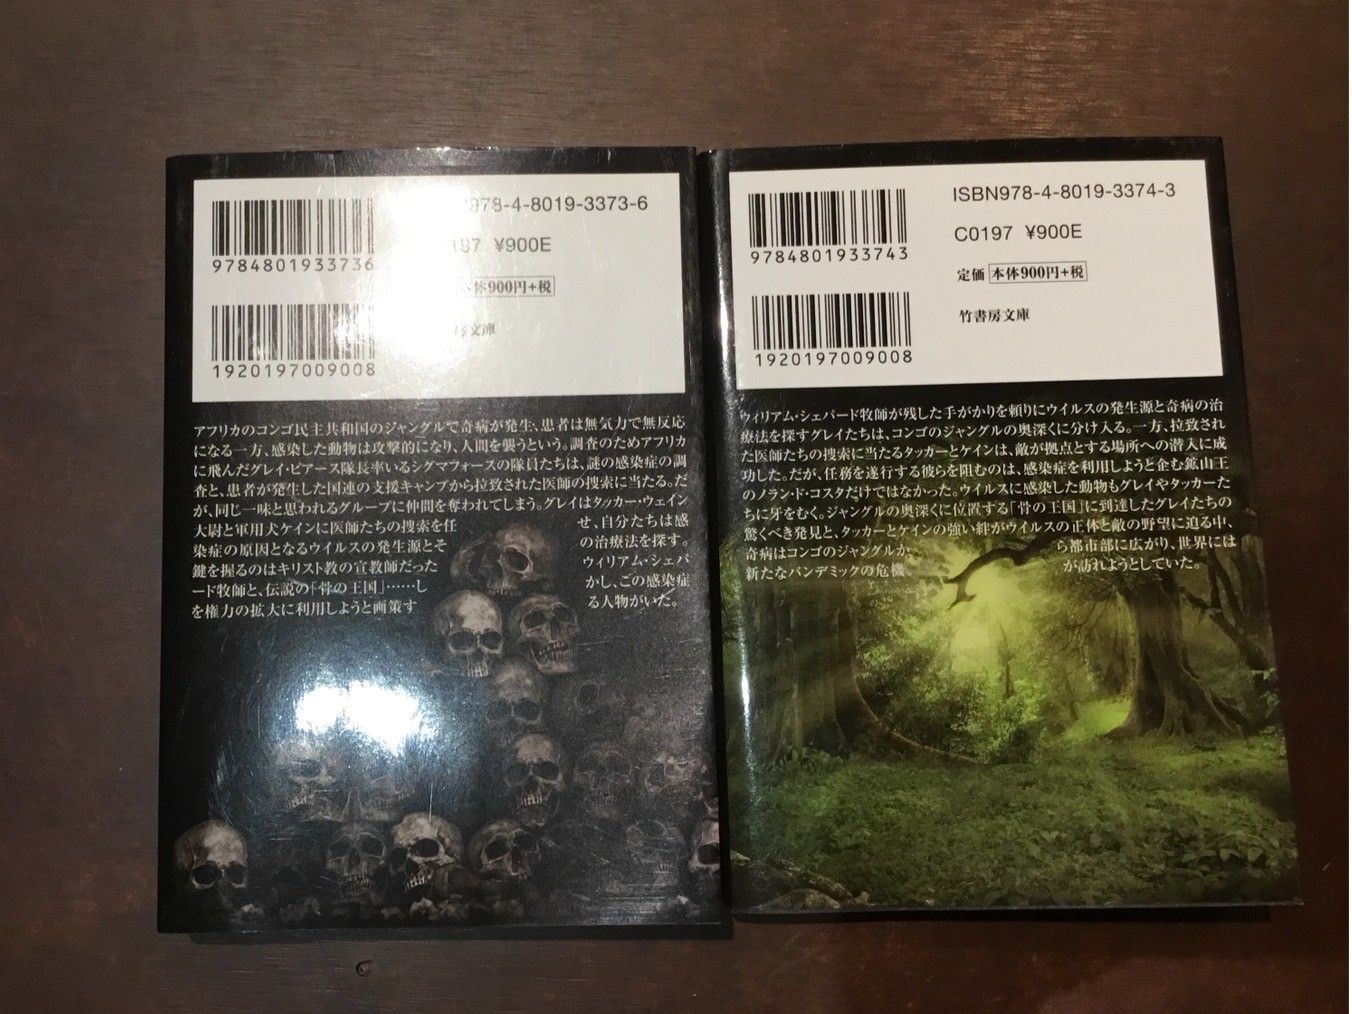 978-4-8019-3373-6
¥900E
9784801933736
本体900円+税
文庫
1920197009008
アフリカのコンゴ民主共和国のジャングルで奇病が発生、患者は無気力で無反応
になる一方、感染した動物は攻撃的になり、人間を襲うという。調査のためアフリカ
に飛んだグレイ・ピアース隊長率いるシグマフォースの隊員たちは、謎の感染症の調
査と、患者が発生した国連の支援キャンプから拉致された医師の捜索に当たる。だ
が、同じ一味と思われるグループに仲間を奪われてしまう。グレイはタッカー・ウェイン
大尉と軍用犬ケインに医師たちの捜索を任せ、自分たちは感
染症の原因となるウイルスの発生源とその治療法を探す。
鍵を握るのはキリスト教の宣教師だったウィリアム・シェパ
ード牧師と、伝説の「骨の王国」……しかし、この感染症
を権力の拡大に利用しようと画策する人物がいた。
ISBN978-4-8019-3374-3
C0197 ¥900E
9784801933743
定価 本体900円+税
竹書房文庫
1920197009008
ウィリアム・シェパード牧師が残した手がかりを頼りにウイルスの発生源と奇病の治
療法を探すグレイたちは、コンゴのジャングルの奥深くに分け入る。一方、拉致され
た医師たちの捜索に当たるタッカーとケインは、敵が拠点とする場所への潜入に成
功した。だが、任務を遂行する彼らを阻むのは、感染症を利用しようと企む鉱山王
のノラン・ド・コスタだけではなかった。ウイルスに感染した動物もグレイやタッカーた
ちに牙をむく。ジャングルの奥深くに位置する「骨の王国」に到達したグレイたちの
驚くべき発見と、タッカーとケインの強い絆がウイルスの正体と敵の野望に迫る中、
奇病はコンゴのジャングルから都市部に広がり、世界には
新たなパンデミックの危機が訪れようとしていた。